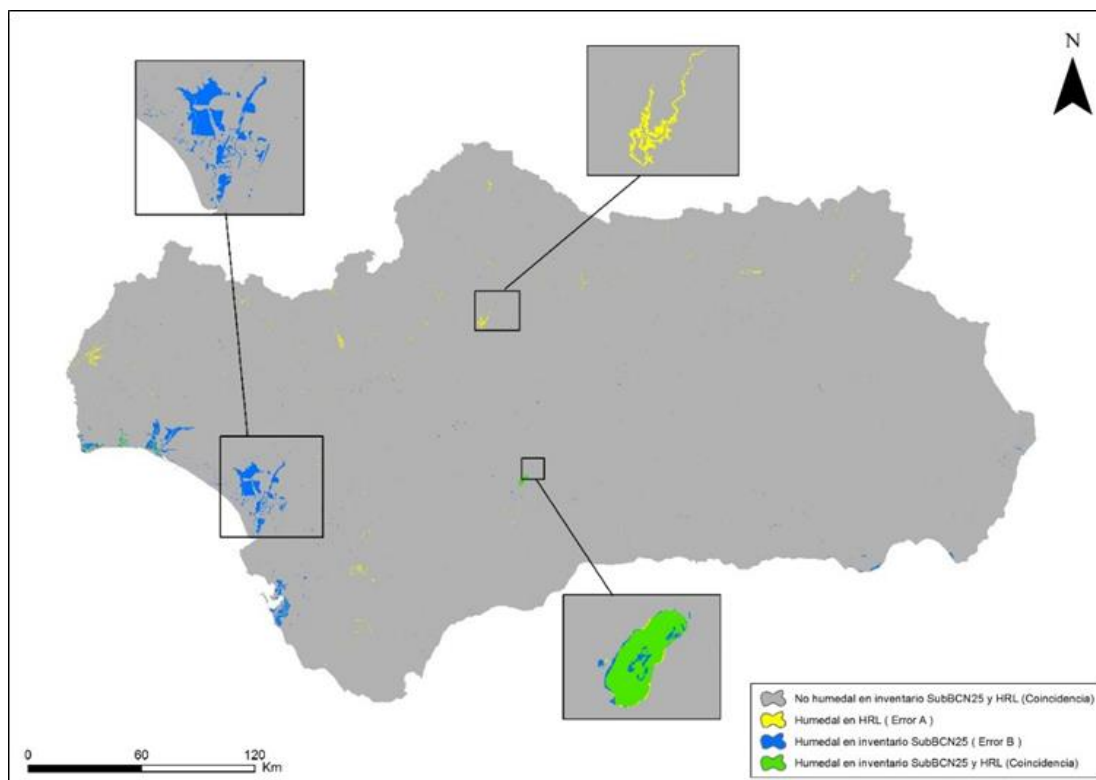 N
No humedal en inventario SubBCN25 y HRL (Coincidencia)
Humedal en HRL ( Error A )
Humedal en inventario SubBCN25 ( Error B )
Humedal en inventario SubBCN25 y HRL (Coincidencia)
0 60 120
Km